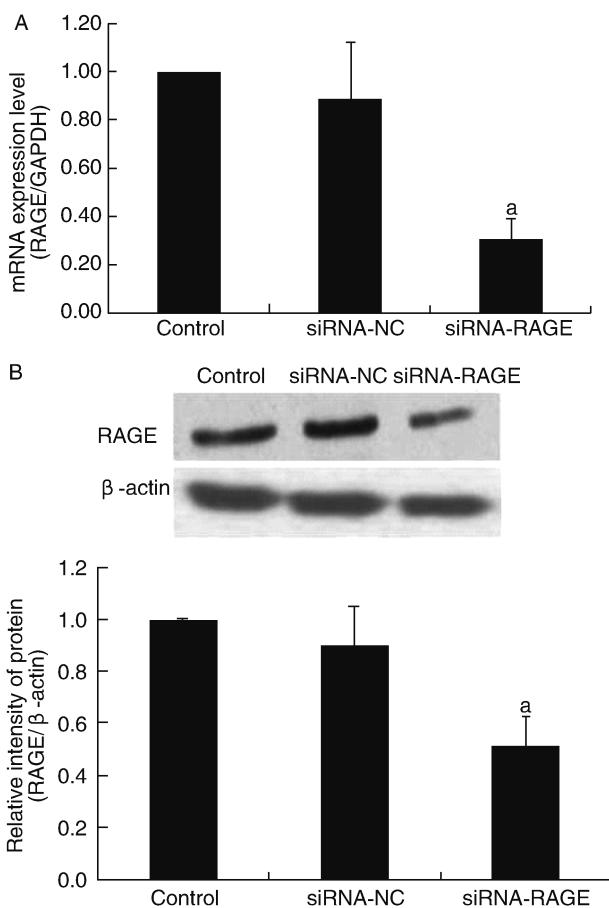 A
mRNA expression level
(RAGE/GAPDH)
1.20
1.00
0.80
0.60
0.40
0.20
0.00
a
Control siRNA-NC siRNA-RAGE
B
Control siRNA-NC siRNA-RAGE
RAGE
β-actin
Relative intensity of protein
(RAGE/β-actin)
1.2
1.0
0.8
0.6
0.4
0.2
0.0
a
Control siRNA-NC siRNA-RAGE